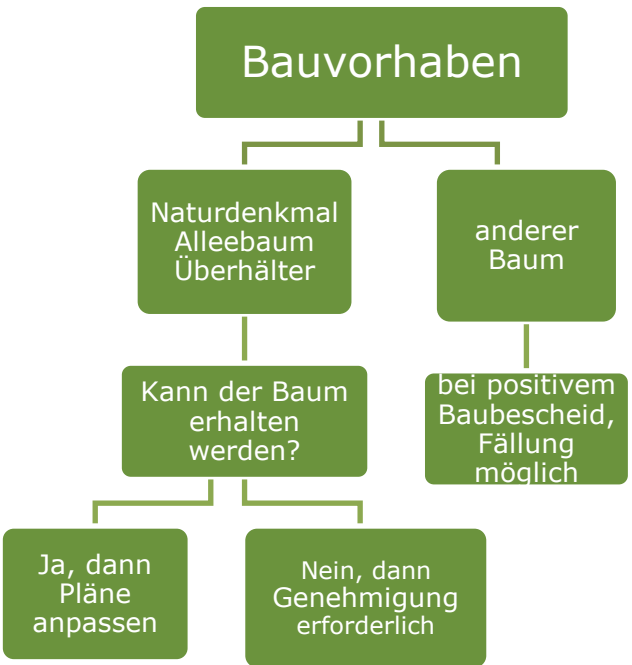 Bauvorhaben
Naturdenkmal
Alleebaum
Überhälter
anderer
Baum
Kann der Baum
erhalten
werden?
bei positivem
Baubescheid,
Fällung
möglich
Ja, dann
Pläne
anpassen
Nein, dann
Genehmigung
erforderlich